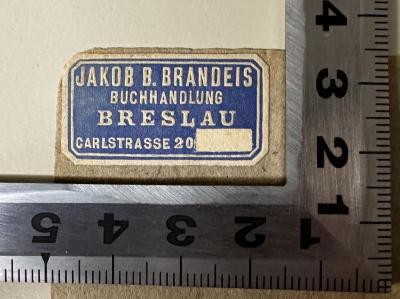 JAKOB B. BRANDEIS
BUCHHANDLUNG
BRESLAU
CARLSTRASSE 20
4
3
2
1
5 4 3 2 1